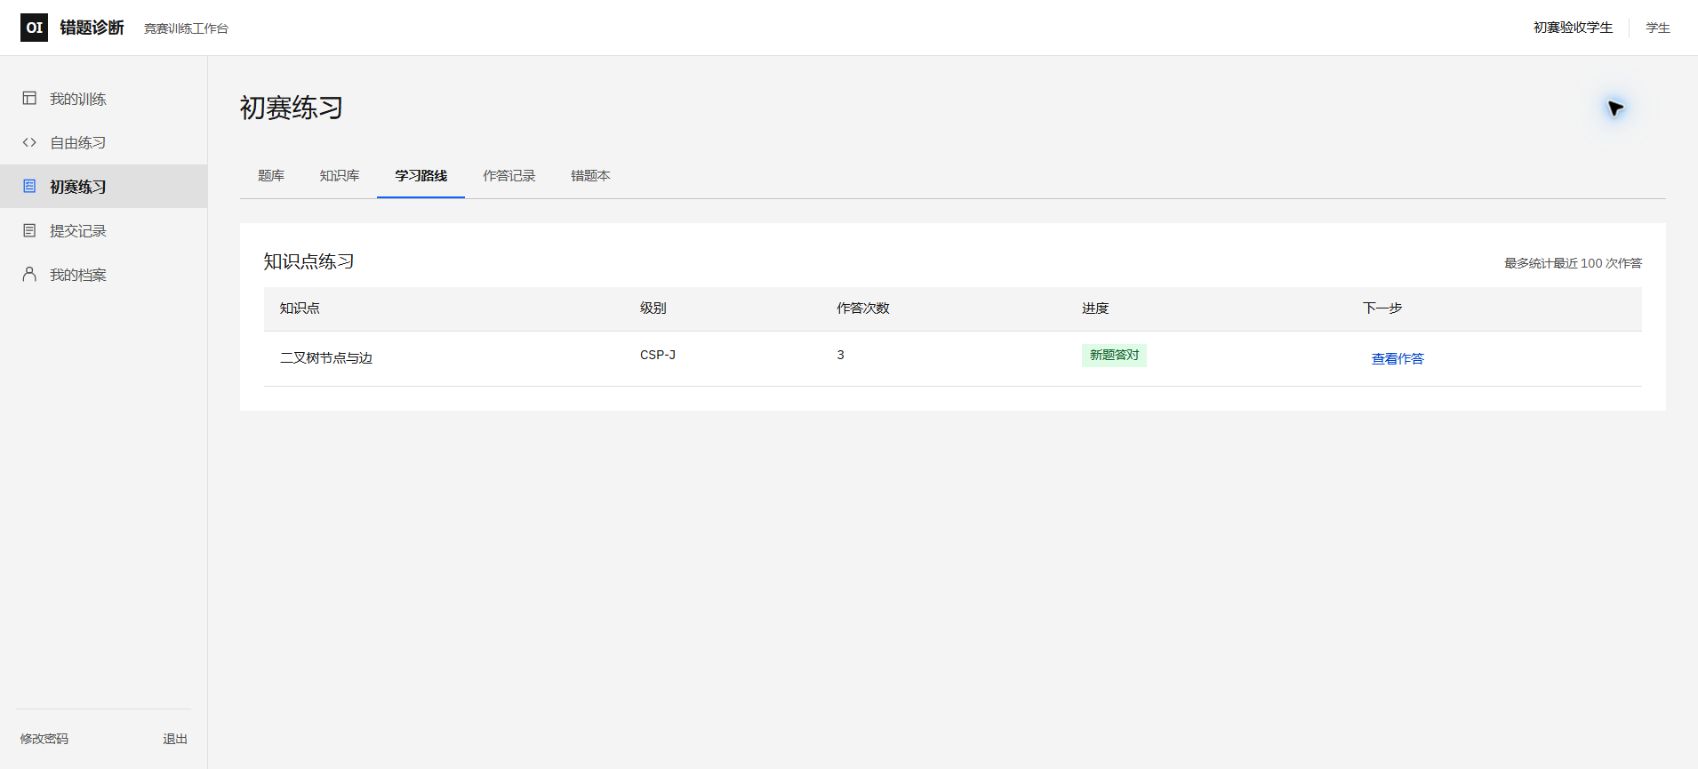 OI 错题诊断 竞赛训练工作台 初赛验收学生 学生
我的训练
自由练习
初赛练习
提交记录
我的档案
修改密码 退出
初赛练习
题库 知识库 学习路线 作答记录 错题本
知识点练习 最多统计最近 100 次作答
知识点 级别 作答次数 进度 下一步
二叉树节点与边 CSP-J 3 新题答对 查看作答